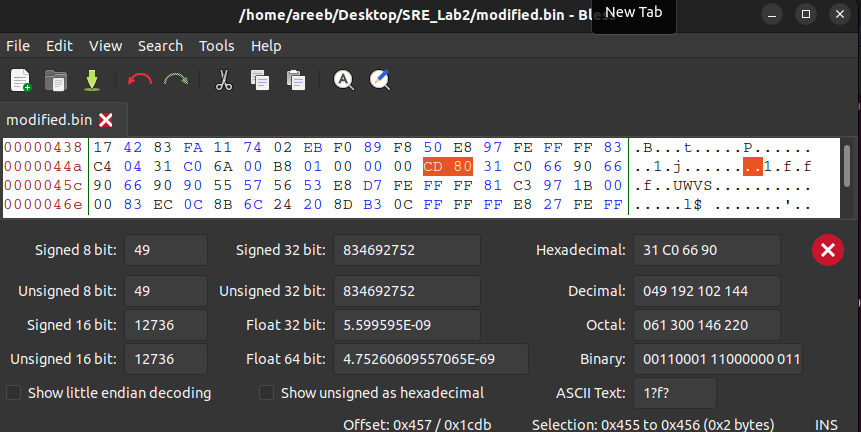 /home/areeb/Desktop/SRE_Lab2/modified.bin - Bless
New Tab
File Edit View Search Tools Help
modified.bin
00000438 17 42 83 FA 11 74 02 EB F0 89 F8 50 E8 97 FE FF FF 83 .B...t.....P......
0000044a C4 04 31 C0 6A 00 B8 01 00 00 00 CD 80 31 C0 66 90 66 ..1.j........1.f.f
0000045c 90 66 90 90 55 57 56 53 E8 D7 FE FF FF 81 C3 97 1B 00 .f..UWVS..........
0000046e 00 83 EC 0C 8B 6C 24 20 8D B3 0C FF FF FF E8 27 FE FF .....l$ .......'..
Signed 8 bit: 49 Signed 32 bit: 834692752 Hexadecimal: 31 C0 66 90
Unsigned 8 bit: 49 Unsigned 32 bit: 834692752 Decimal: 049 192 102 144
Signed 16 bit: 12736 Float 32 bit: 5.599595E-09 Octal: 061 300 146 220
Unsigned 16 bit: 12736 Float 64 bit: 4.75260609557065E-69 Binary: 00110001 11000000 011
Show little endian decoding Show unsigned as hexadecimal ASCII Text: 1?f?
Offset: 0x457 / 0x1cdb Selection: 0x455 to 0x456 (0x2 bytes) INS